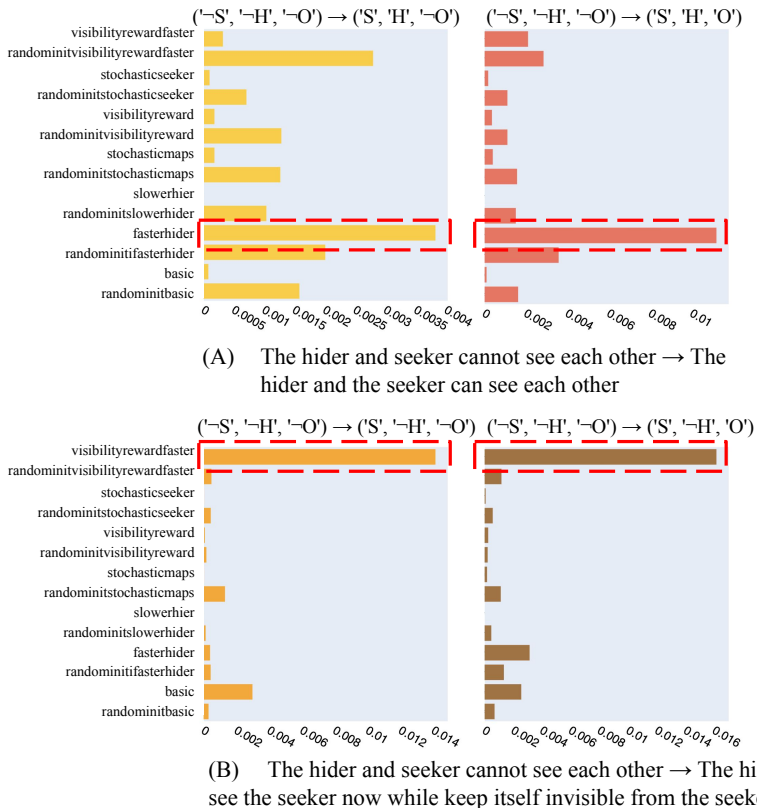 ('¬S', '¬H', '¬O') → ('S', 'H', '¬O')
('¬S', '¬H', '¬O') → ('S', 'H', 'O')
visibilityrewardfaster
randominitvisibilityrewardfaster
stochasticseeker
randominitstochasticseeker
visibilityreward
randominitvisibilityreward
stochasticmaps
randominitstochasticmaps
slowerhier
randominitslowerhider
fasterhider
randominitifasterhider
basic
randominitbasic
0 0.0005 0.001 0.0015 0.002 0.0025 0.003 0.0035 0.004
0 0.002 0.004 0.006 0.008 0.01
(A) The hider and seeker cannot see each other → The
hider and the seeker can see each other
('¬S', '¬H', '¬O') → ('S', '¬H', '¬O')
('¬S', '¬H', '¬O') → ('S', '¬H', 'O')
visibilityrewardfaster
randominitvisibilityrewardfaster
stochasticseeker
randominitstochasticseeker
visibilityreward
randominitvisibilityreward
stochasticmaps
randominitstochasticmaps
slowerhier
randominitslowerhider
fasterhider
randominitifasterhider
basic
randominitbasic
0 0.002 0.004 0.006 0.008 0.01 0.012 0.014
0 0.002 0.004 0.006 0.008 0.01 0.012 0.014 0.016
(B) The hider and seeker cannot see each other → The hi
see the seeker now while keep itself invisible from the seek